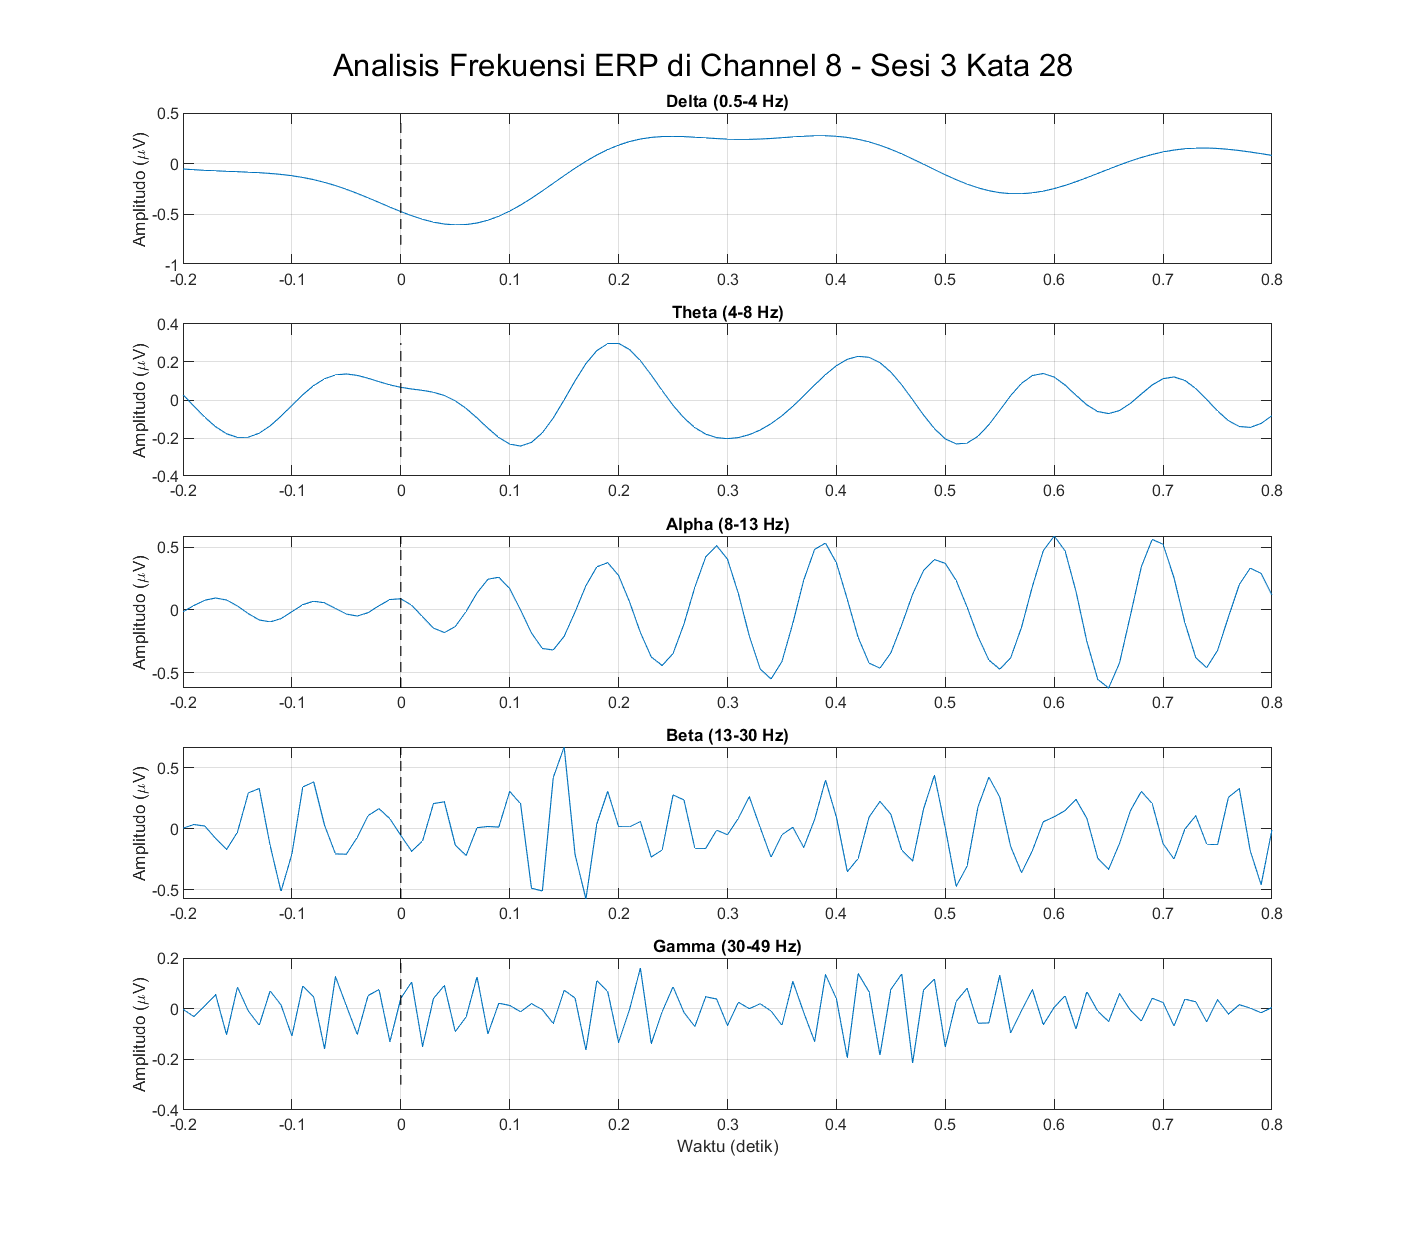 Analisis Frekuensi ERP di Channel 8 - Sesi 3 Kata 28
Delta (0.5-4 Hz)
Amplitudo (μV)
0.5
0
-0.5
-1
-0.2 -0.1 0 0.1 0.2 0.3 0.4 0.5 0.6 0.7 0.8
Theta (4-8 Hz)
Amplitudo (μV)
0.4
0.2
0
-0.2
-0.4
-0.2 -0.1 0 0.1 0.2 0.3 0.4 0.5 0.6 0.7 0.8
Alpha (8-13 Hz)
Amplitudo (μV)
0.5
0
-0.5
-0.2 -0.1 0 0.1 0.2 0.3 0.4 0.5 0.6 0.7 0.8
Beta (13-30 Hz)
Amplitudo (μV)
0.5
0
-0.5
-0.2 -0.1 0 0.1 0.2 0.3 0.4 0.5 0.6 0.7 0.8
Gamma (30-49 Hz)
Amplitudo (μV)
0.2
0
-0.2
-0.4
-0.2 -0.1 0 0.1 0.2 0.3 0.4 0.5 0.6 0.7 0.8
Waktu (detik)